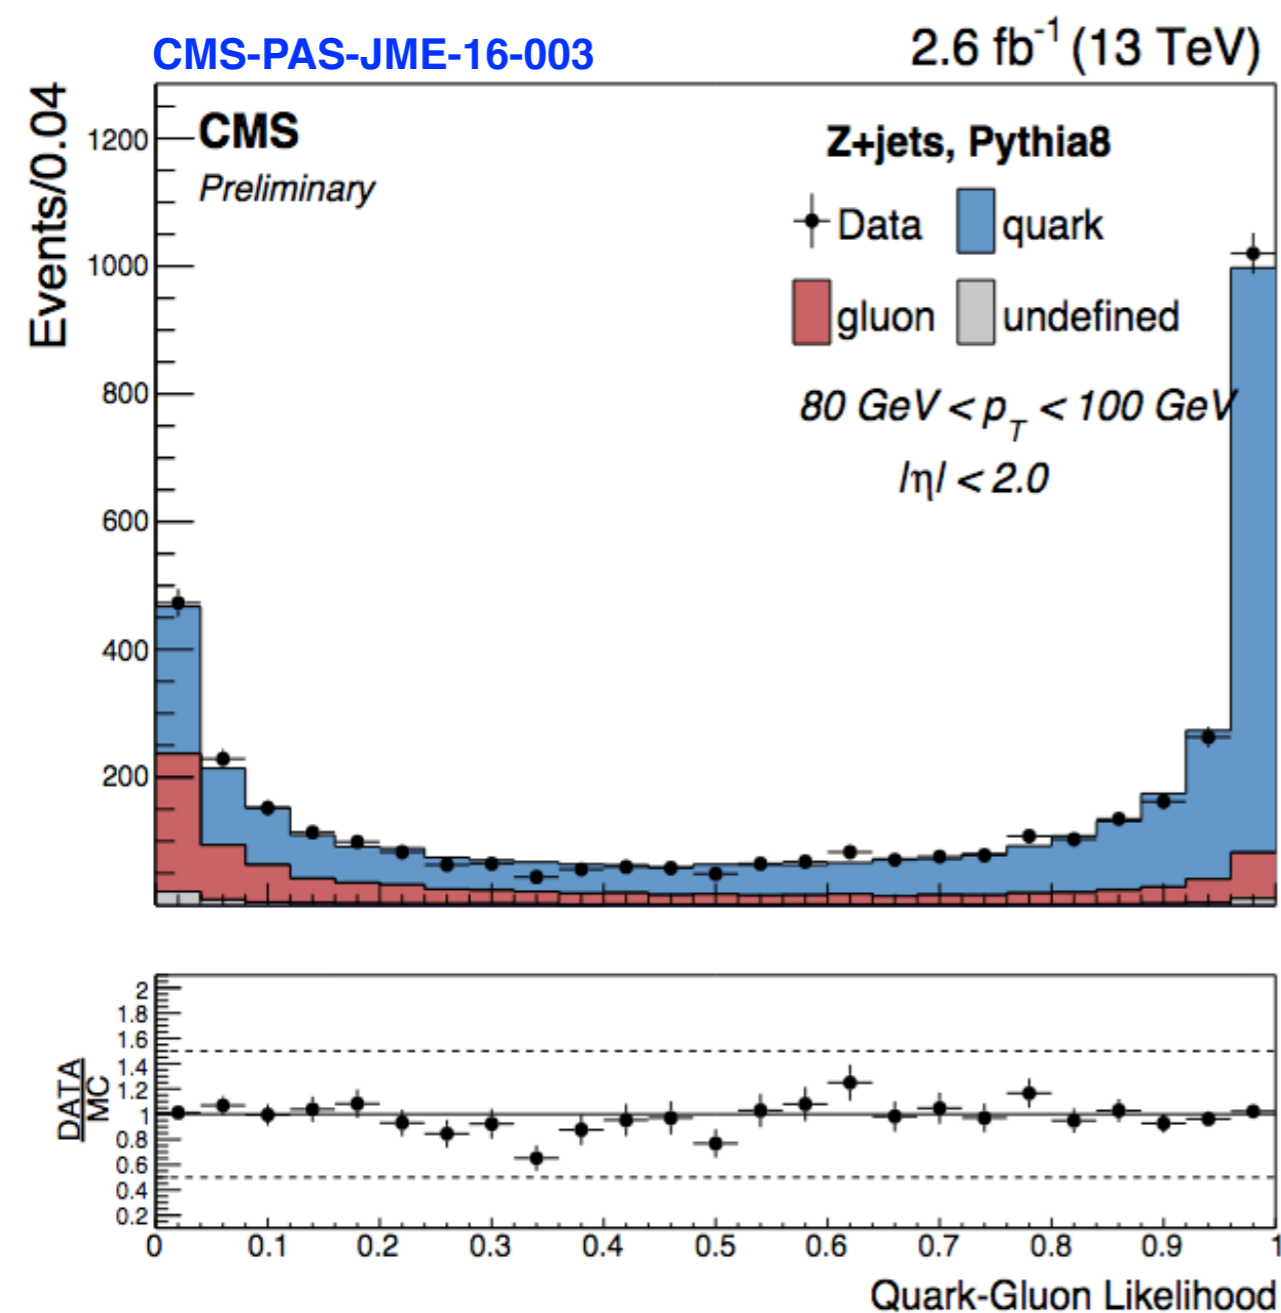 CMS-PAS-JME-16-003
2.6 fb-1 (13 TeV)
Events/0.04
CMS
Preliminary
Z+jets, Pythia8
Data quark
gluon undefined
80 GeV < pT < 100 GeV
|η| < 2.0
1200
1000
800
600
400
200
DATA
MC
2
1.8
1.6
1.4
1.2
1
0.8
0.6
0.4
0.2
0 0.1 0.2 0.3 0.4 0.5 0.6 0.7 0.8 0.9 1
Quark-Gluon Likelihood